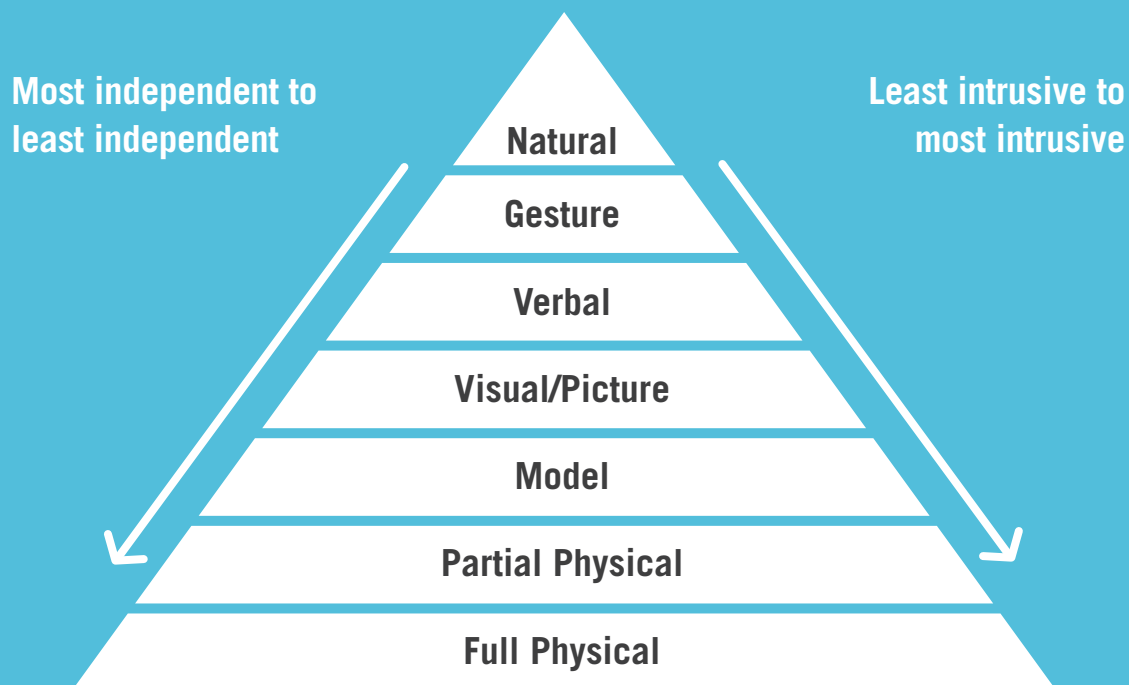 Most independent to
least independent
Least intrusive to
most intrusive
Natural
Gesture
Verbal
Visual/Picture
Model
Partial Physical
Full Physical